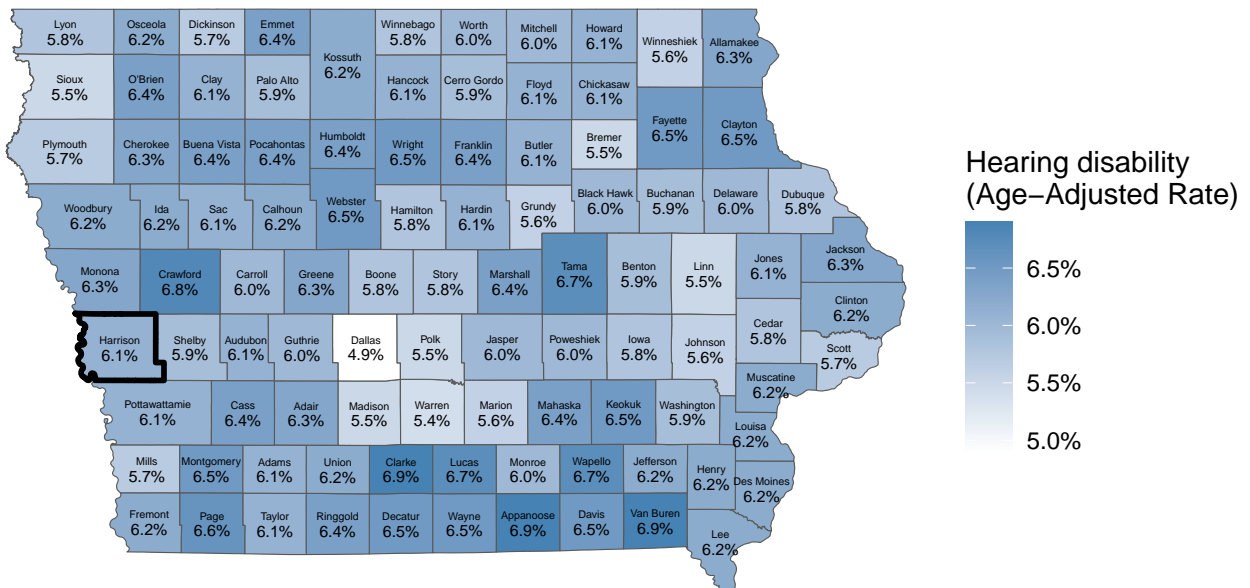 Lyon
5.8%
Osceola
6.2%
Dickinson
5.7%
Emmet
6.4%
Kossuth
6.2%
Winnebago
5.8%
Worth
6.0%
Mitchell
6.0%
Howard
6.1%
Winneshiek
5.6%
Allamakee
6.3%
Sioux
5.5%
O'Brien
6.4%
Clay
6.1%
Palo Alto
5.9%
Hancock
6.1%
Cerro Gordo
5.9%
Floyd
6.1%
Chickasaw
6.1%
Fayette
6.5%
Clayton
6.5%
Plymouth
5.7%
Cherokee
6.3%
Buena Vista
6.4%
Pocahontas
6.4%
Humboldt
6.4%
Wright
6.5%
Franklin
6.4%
Butler
6.1%
Bremer
5.5%
Woodbury
6.2%
Ida
6.2%
Sac
6.1%
Calhoun
6.2%
Webster
6.5%
Hamilton
5.8%
Hardin
6.1%
Grundy
5.6%
Black Hawk
6.0%
Buchanan
5.9%
Delaware
6.0%
Dubuque
5.8%
Monona
6.3%
Crawford
6.8%
Carroll
6.0%
Greene
6.3%
Boone
5.8%
Story
5.8%
Marshall
6.4%
Tama
6.7%
Benton
5.9%
Linn
5.5%
Jones
6.1%
Jackson
6.3%
Clinton
6.2%
Harrison
6.1%
Shelby
5.9%
Audubon
6.1%
Guthrie
6.0%
Dallas
4.9%
Polk
5.5%
Jasper
6.0%
Poweshiek
6.0%
Iowa
5.8%
Johnson
5.6%
Cedar
5.8%
Scott
5.7%
Muscatine
6.2%
Pottawattamie
6.1%
Cass
6.4%
Adair
6.3%
Madison
5.5%
Warren
5.4%
Marion
5.6%
Mahaska
6.4%
Keokuk
6.5%
Washington
5.9%
Louisa
6.2%
Mills
5.7%
Montgomery
6.5%
Adams
6.1%
Union
6.2%
Clarke
6.9%
Lucas
6.7%
Monroe
6.0%
Wapello
6.7%
Jefferson
6.2%
Henry
6.2%
Des Moines
6.2%
Fremont
6.2%
Page
6.6%
Taylor
6.1%
Ringgold
6.4%
Decatur
6.5%
Wayne
6.5%
Appanoose
6.9%
Davis
6.5%
Van Buren
6.9%
Lee
6.2%
Hearing disability
(Age−Adjusted Rate)
6.5%
6.0%
5.5%
5.0%